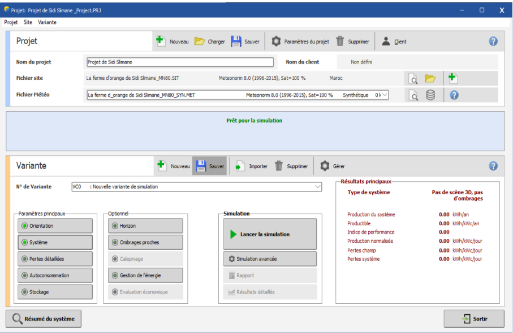 Projet: Projet de Sidi Slimane _Project.PRJ
Projet Site Variante
Projet Nouveau Charger Sauver Paramètres du projet Supprimer Client
Nom du projet Projet de Sidi Slimane Nom du client Non défini
Fichier site La ferme d'orange de Sidi Slimane_MN80.SIT Meteonorm 8.0 (1996-2015), Sat=100 % Maroc
Fichier Météo La ferme d_orange de Sidi Slimane_MN80_SYN.MET Meteonorm 8.0 (1996-2015), Sat=100 % Synthétique 0 k
Prêt pour la simulation
Variante Nouveau Sauver Importer Supprimer Gérer
N° de Variante VC0 : Nouvelle variante de simulation
Résultats principaux
Type de système Pas de scène 3D, pas d'ombrages
Production du système 0.00 kWh/an
Productible 0.00 kWh/kWc/an
Indice de performance 0.00
Production normalisée 0.00 kWh/kWc/jour
Pertes champ 0.00 kWh/kWc/jour
Pertes système 0.00 kWh/kWc/jour
Paramètres principaux
Orientation
Système
Pertes détaillées
Autoconsommation
Stockage
Optionnel
Horizon
Ombrages proches
Calepinage
Gestion de l'énergie
Evaluation économique
Simulation
Lancer la simulation
Simulation avancée
Rapport
Résultats détaillés
Résumé du système Sortir